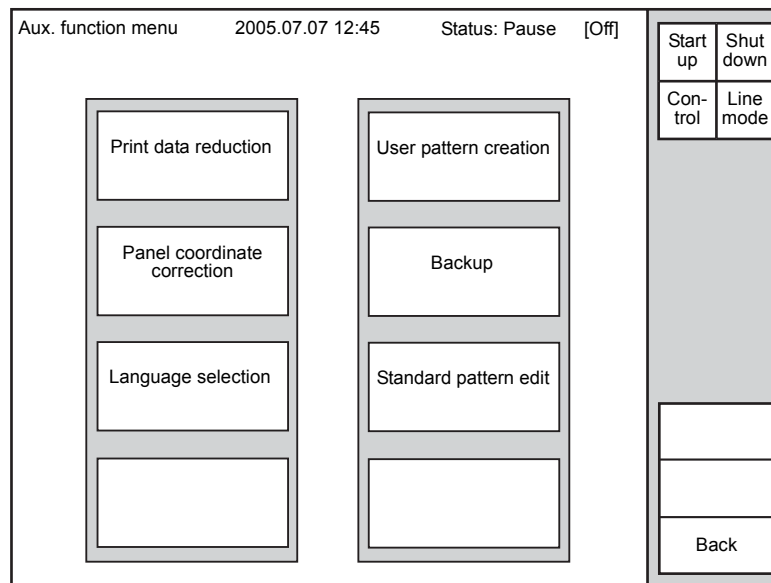 Aux. function menu 2005.07.07 12:45 Status: Pause [Off]
Start
up
Shut
down
Con-
trol
Line
mode
Print data reduction
User pattern creation
Panel coordinate
correction
Backup
Language selection
Standard pattern edit
Back